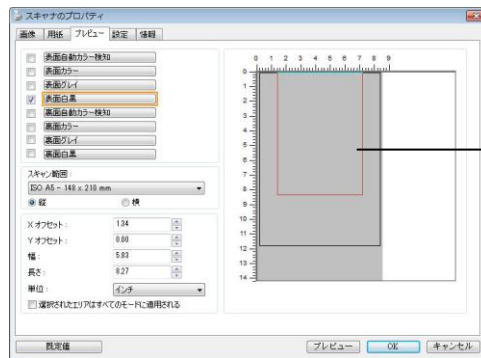 スキャナのプロパティ
画像 用紙 プレビュー 設定 情報
表面自動カラー検知
表面カラー
表面グレイ
表面白黒
裏面自動カラー検知
裏面カラー
裏面グレイ
裏面白黒
スキャン範囲:
ISO A5 - 148 x 210 mm
縦 横
X オフセット: 1.34
Y オフセット: 0.00
幅: 5.83
長さ: 8.27
単位: インチ
選択されたエリアはすべてのモードに適用される
0 1 2 3 4 5 6 7 8 9
0
1
2
3
4
5
6
7
8
9
10
11
12
13
14
既定値 プレビュー OK キャンセル